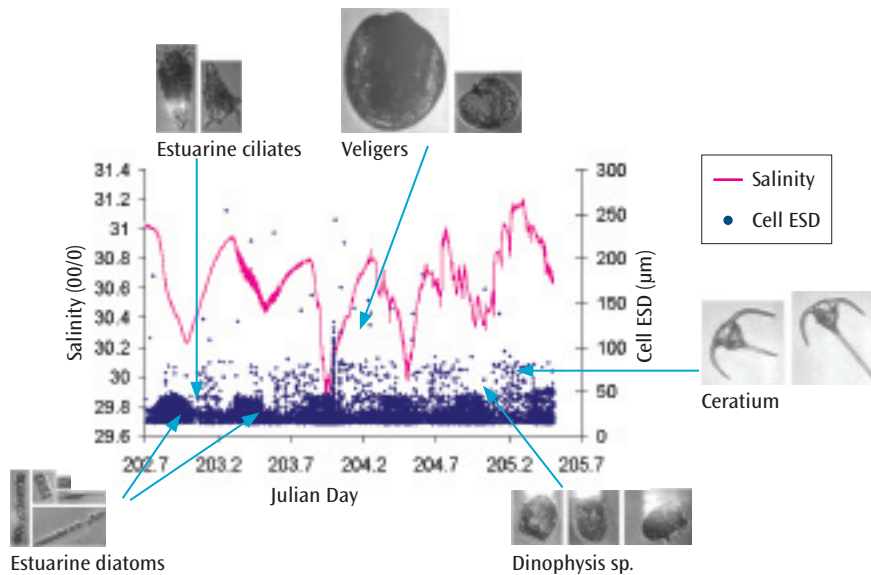 Estuarine ciliates
Veligers
31.4
31.2
31
30.8
30.6
30.4
30.2
30
29.8
29.6
Salinity (00/0)
300
250
200
150
100
50
0
Cell ESD (µm)
Salinity
Cell ESD
Ceratium
202.7 203.2 203.7 204.2 204.7 205.2 205.7
Julian Day
Estuarine diatoms
Dinophysis sp.